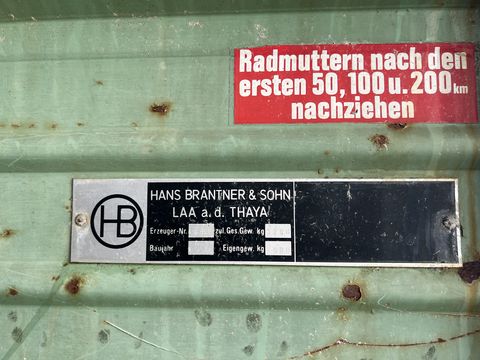 Radmuttern nach den
ersten 50, 100 u. 200 km
nachziehen
HB
HANS BRANTNER & SOHN
LAA a. d. THAYA
Erzeuger-Nr. zul. Ges. Gew. kg
Baujahr Eigengew. kg